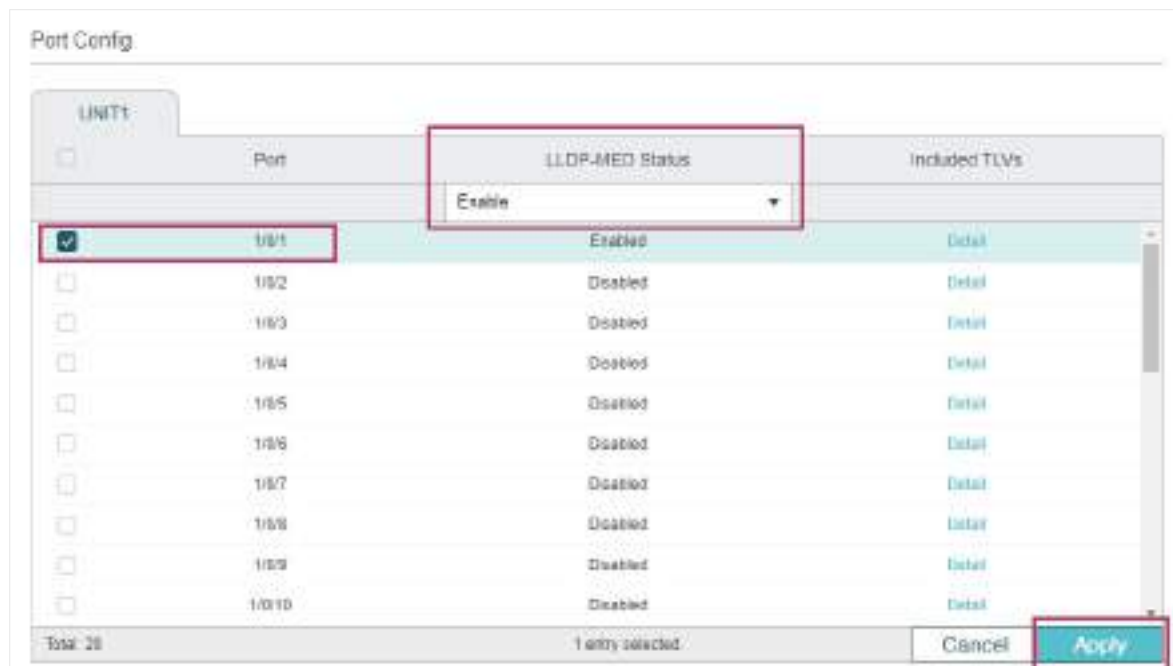 Port Config
UNIT1
Port LLDP-MED Status Included TLVs
Enable
1/0/1 Enabled Detail
1/0/2 Disabled Detail
1/0/3 Disabled Detail
1/0/4 Disabled Detail
1/0/5 Disabled Detail
1/0/6 Disabled Detail
1/0/7 Disabled Detail
1/0/8 Disabled Detail
1/0/9 Disabled Detail
1/0/10 Disabled Detail
Total: 28 1 entry selected. Cancel Apply